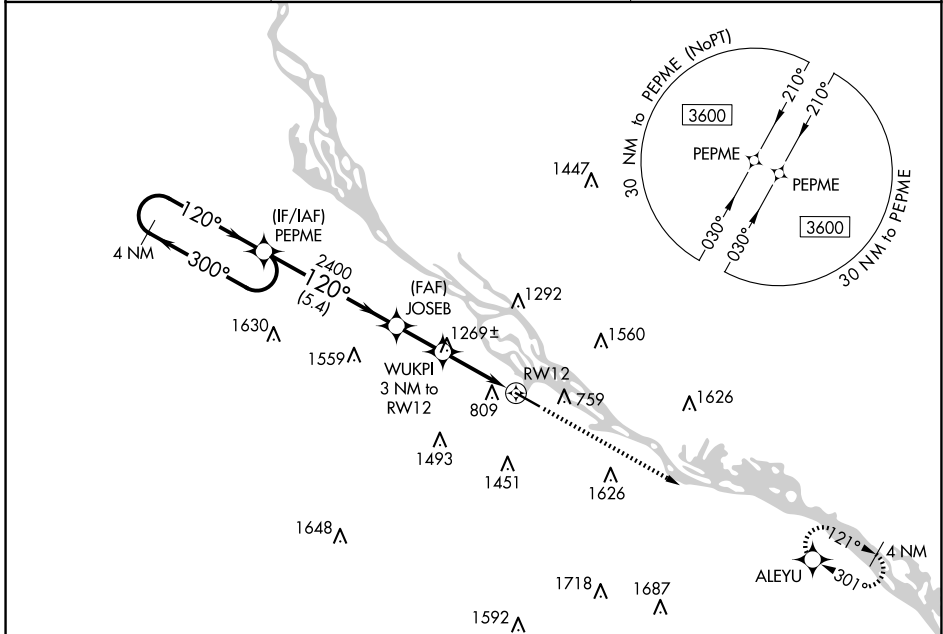 30 NM to PEPME (NoPT)
210°
210°
3600
PEPME
PEPME
3600
030°
030°
30 NM to PEPME
1447
120°
(IF/IAF)
PEPME
4 NM
300°
2400
120°
(5.4)
(FAF)
JOSEB
1292
1630
1269±
1560
1559
WUKPI
3 NM to
RW12
RW12
809
759
1626
1493
1451
1626
1648
121°
4 NM
ALEYU
301°
1718
1687
1592